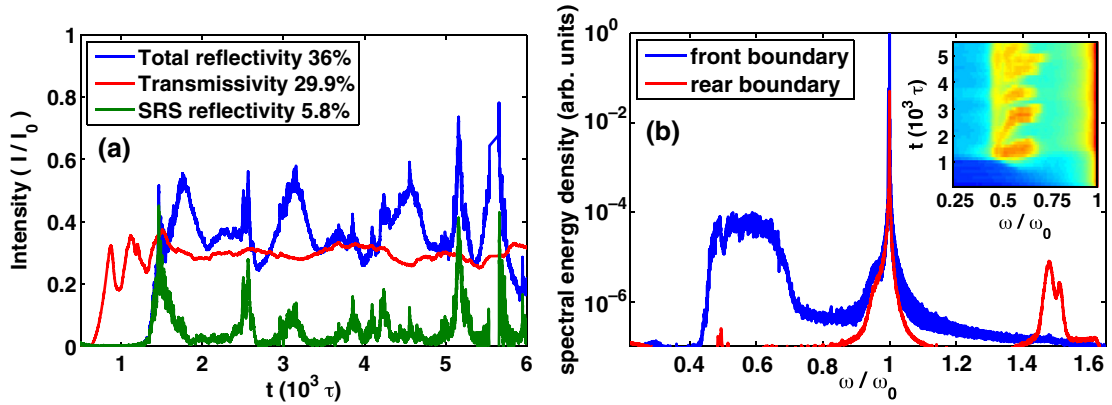 Total reflectivity 36%
Transmissivity 29.9%
SRS reflectivity 5.8%
(a)
Intensity ( I / I₀ )
1
0.8
0.6
0.4
0.2
0
1 2 3 4 5 6
t (10³ τ)
front boundary
rear boundary
(b)
spectral energy density (arb. units)
10⁰
10⁻²
10⁻⁴
10⁻⁶
0.4 0.6 0.8 1 1.2 1.4 1.6
ω / ω₀
t (10³ τ)
5
4
3
2
1
0.25 0.5 0.75 1
ω / ω₀